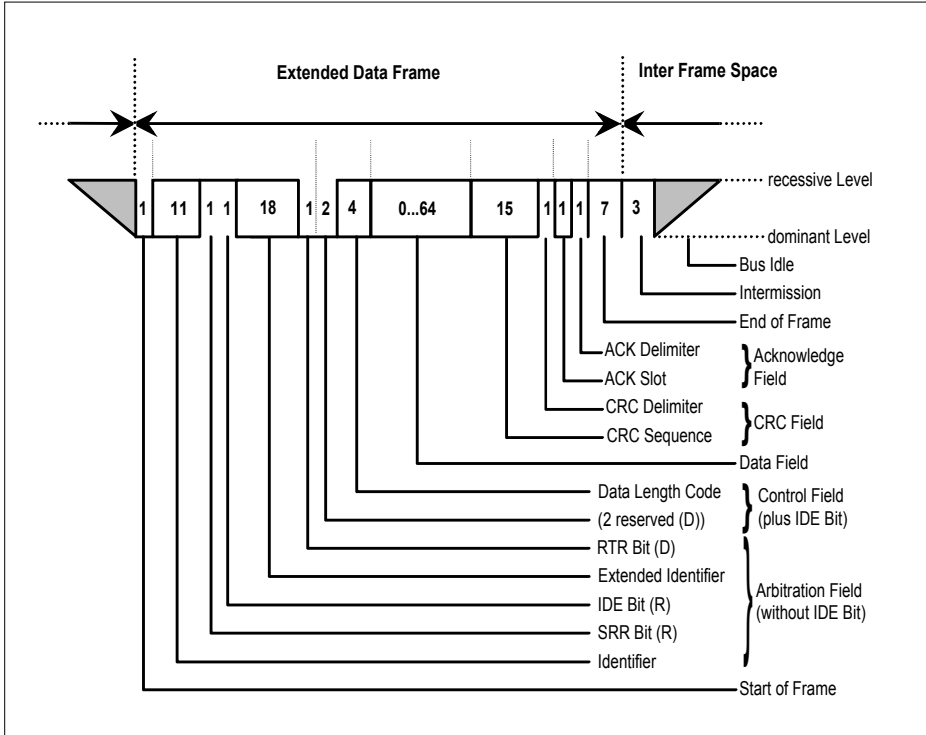 Extended Data Frame
Inter Frame Space
1 11 1 1 18 1 2 4 0...64 15 1 1 1 7 3
recessive Level
dominant Level
Bus Idle
Intermission
End of Frame
ACK Delimiter
ACK Slot
} Acknowledge
Field
CRC Delimiter
CRC Sequence
} CRC Field
Data Field
Data Length Code
(2 reserved (D))
} Control Field
(plus IDE Bit)
RTR Bit (D)
Extended Identifier
IDE Bit (R)
SRR Bit (R)
Identifier
} Arbitration Field
(without IDE Bit)
Start of Frame